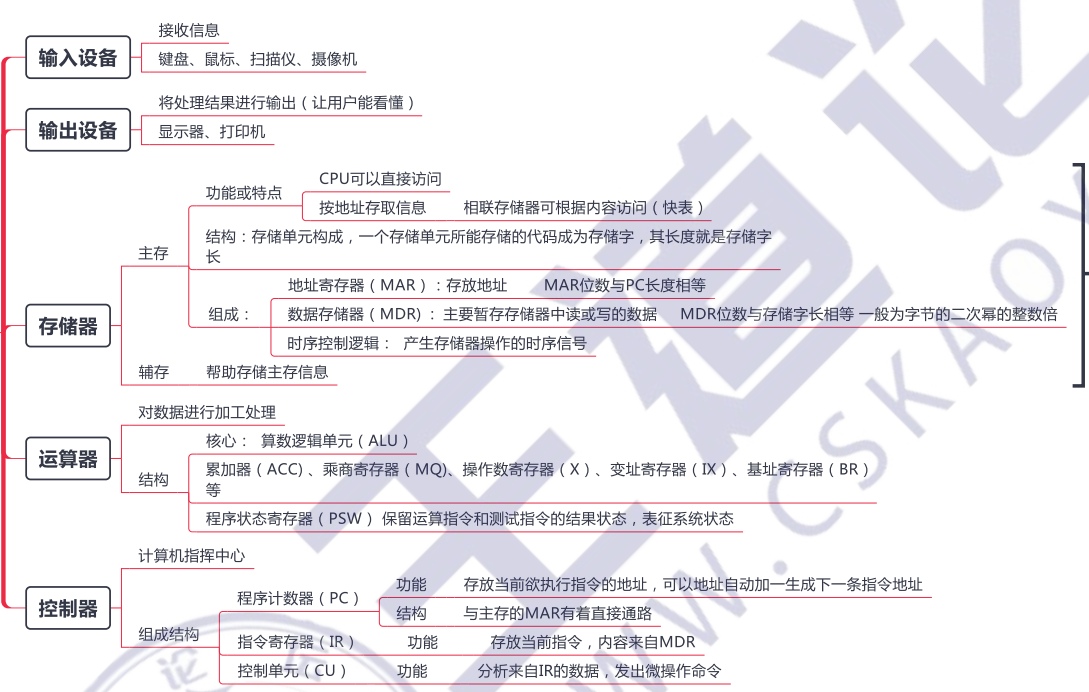 接收信息
输入设备
键盘、鼠标、扫描仪、摄像机
将处理结果进行输出（让用户能看懂）
输出设备
显示器、打印机
存储器
主存
功能或特点
CPU可以直接访问
按地址存取信息 相联存储器可根据内容访问（快表）
结构：存储单元构成，一个存储单元所能存储的代码成为存储字，其长度就是存储字
长
组成：
地址寄存器（MAR）：存放地址 MAR位数与PC长度相等
数据存储器（MDR）： 主要暂存存储器中读或写的数据 MDR位数与存储字长相等 一般为字节的二次幂的整数倍
时序控制逻辑： 产生存储器操作的时序信号
辅存 帮助存储主存信息
运算器
对数据进行加工处理
结构
核心： 算数逻辑单元（ALU）
累加器（ACC）、乘商寄存器（MQ)、操作数寄存器（X）、变址寄存器（IX）、基址寄存器（BR）
等
程序状态寄存器（PSW） 保留运算指令和测试指令的结果状态，表征系统状态
控制器
计算机指挥中心
组成结构
程序计数器（PC）
功能 存放当前欲执行指令的地址，可以地址自动加一生成下一条指令地址
结构 与主存的MAR有着直接通路
指令寄存器（IR） 功能 存放当前指令，内容来自MDR
控制单元（CU） 功能 分析来自IR的数据，发出微操作命令
王道论
WWW.CSKAOY
论